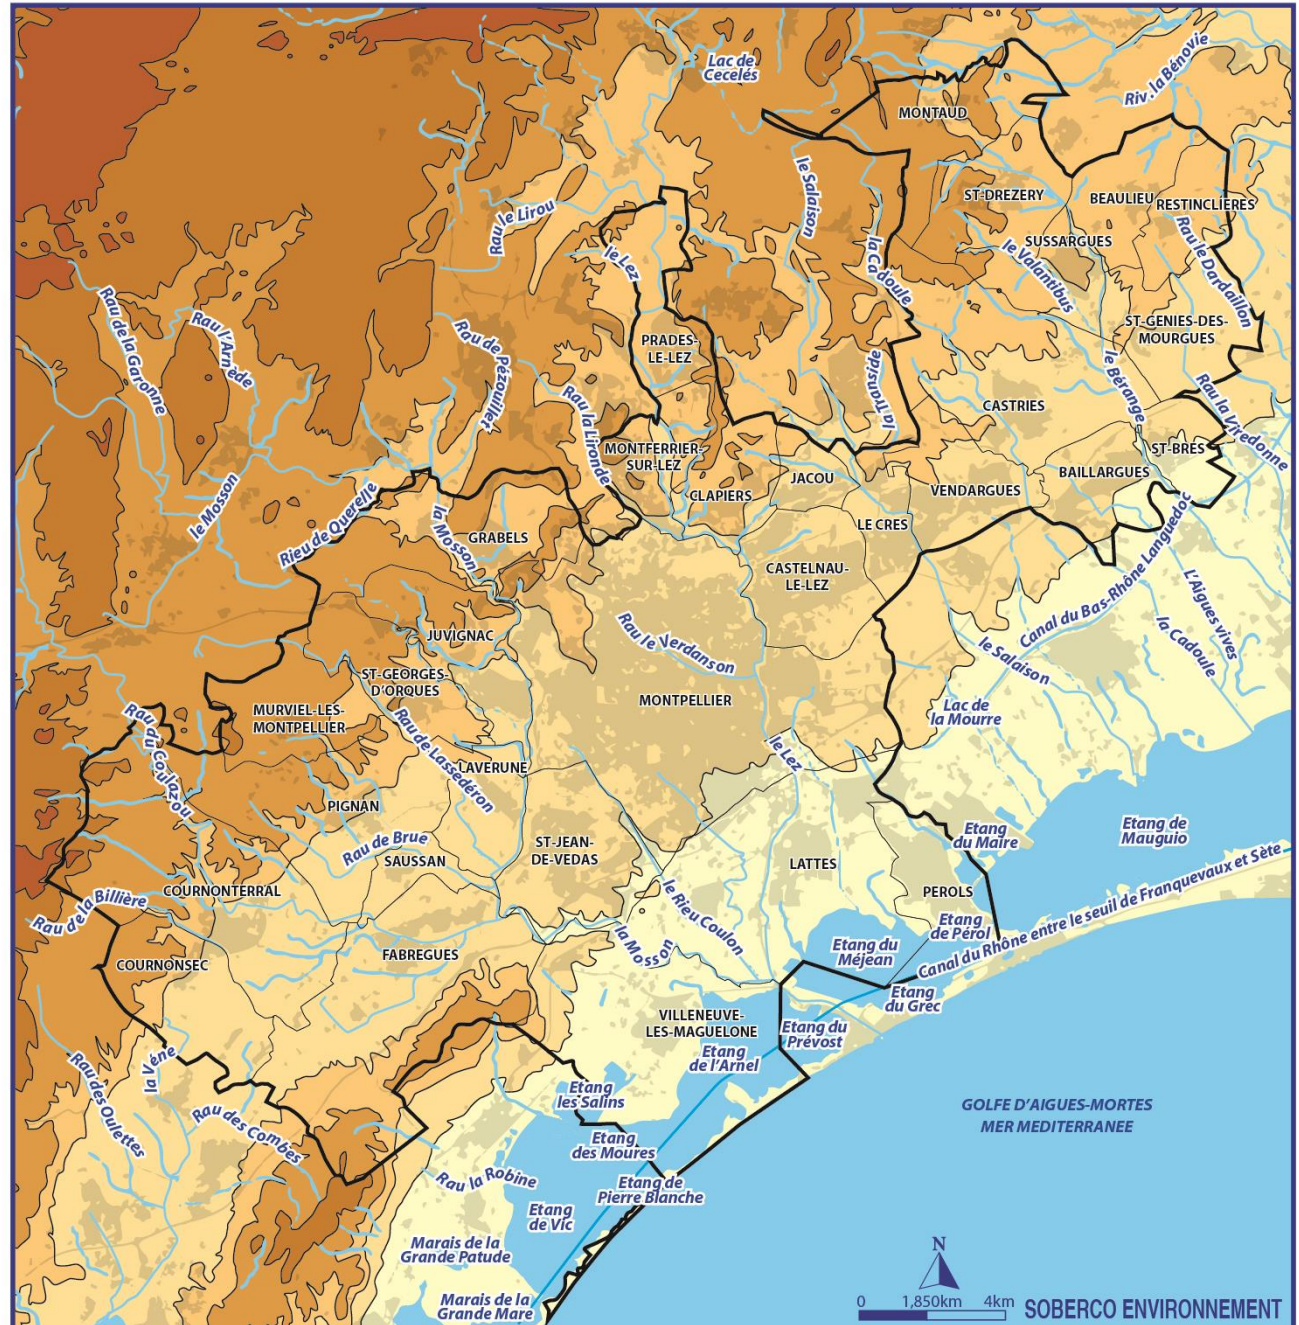 Lac de
Cecelés
Riv. la Bénovie
MONTAUD
le Salaison
ST-DREZERY
BEAULIEU
RESTINCLIERES
Rau le Lirou
SUSSARGUES
Rau le Dardaillon
le Lez
la Cadoule
le Valantibus
Rau de la Garonne
Rau l'Arnède
ST-GENIES-DES-
MOURGUES
Rau de Pézouillet
PRADES-
LE-LEZ
la Bérange
la Transide
Rau la Lironde
CASTRIES
Rau la Viredonne
MONTFERRIER-
SUR-LEZ
ST-BRES
JACOU
BAILLARGUES
CLAPIERS
VENDARGUES
le Mosson
Rieu de Querelle
la Mosson
GRABELS
LE CRES
CASTELNAU-
LE-LEZ
Canal du Bas-Rhône Languedoc
L'Aigues vives
la Cadoule
JUVIGNAC
Rau le Verdanson
le Salaison
ST-GEORGES-
D'ORQUES
MONTPELLIER
MURVIEL-LES-
MONTPELLIER
Lac de
la Mourre
Rau du Coulazou
Rau de Lassedéron
le Lez
LAVERUNE
PIGNAN
Rau de Brue
SAUSSAN
ST-JEAN-
DE-VEDAS
LATTES
Etang
du Maire
Etang de
Mauguio
COURNONTERRAL
PEROLS
Rau de la Billière
le Rieu Coulon
Etang
de Pérol
Canal du Rhône entre le seuil de Franquevaux et Sète
la Mosson
Etang du
Méjean
FABREGUES
COURNONSEC
Etang
du Grec
VILLENEUVE-
LES-MAGUELONE
Etang du
Prévost
Etang
de l'Arnel
la Véne
Rau des Oulettes
Rau des Combes
Etang
les Salins
GOLFE D'AIGUES-MORTES
MER MEDITERRANEE
Etang
des Moures
Rau la Robine
Etang de
Pierre Blanche
Etang
de Vic
Marais de la
Grande Patude
Marais de la
Grande Mare
N
0 1,850km 4km
SOBERCO ENVIRONNEMENT